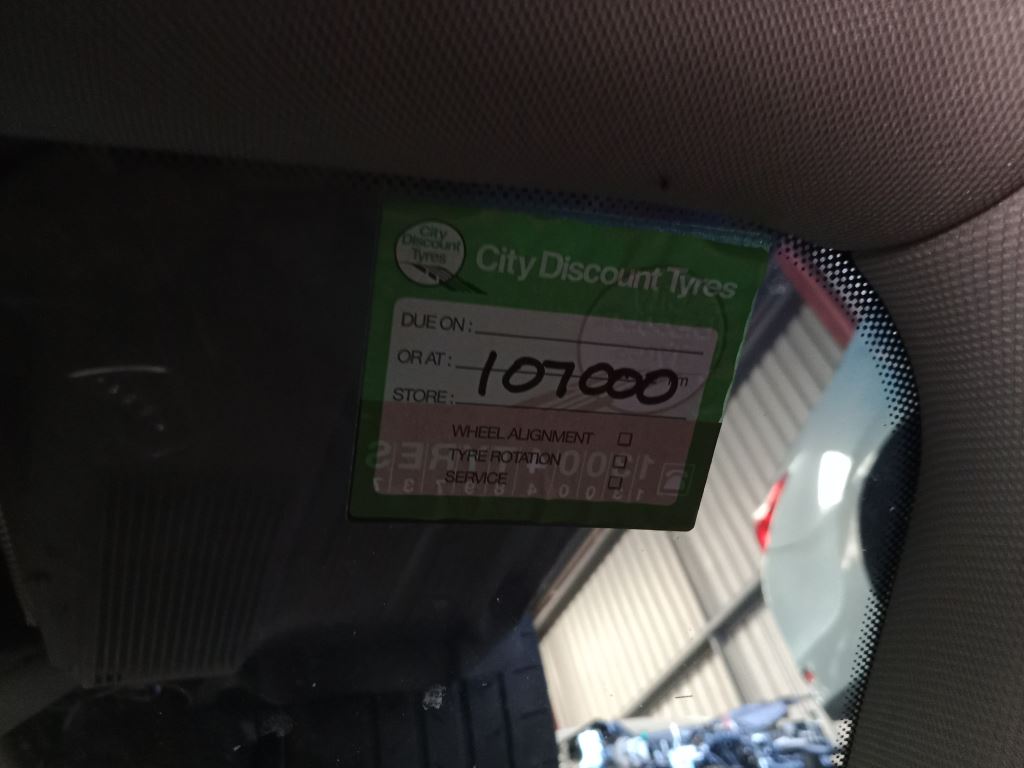 City
Discount
Tyres
City Discount Tyres
DUE ON :
OR AT : 107000
STORE :
WHEEL ALIGNMENT
TYRE ROTATION
SERVICE